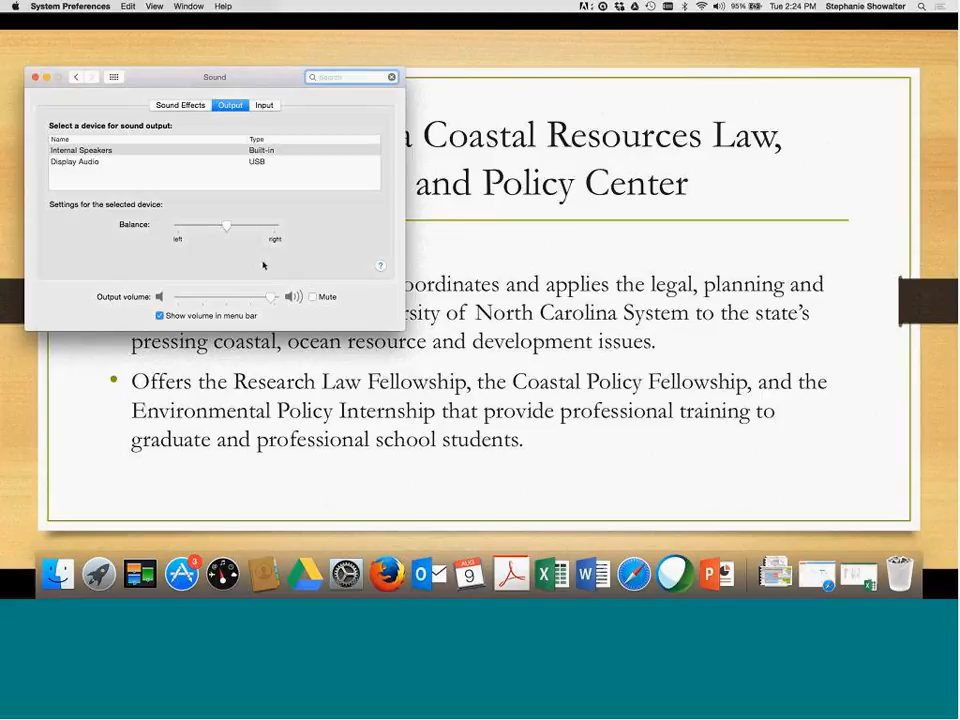 System Preferences Edit View Window Help
95% Tue 2:24 PM Stephanie Showalter
Sound
Search
Sound Effects Output Input
Select a device for sound output:
Name Type
Internal Speakers Built-in
Display Audio USB
Settings for the selected device:
Balance:
left right
?
Output volume: Mute
Show volume in menu bar
a Coastal Resources Law,
and Policy Center
oordinates and applies the legal, planning and
rsity of North Carolina System to the state’s
pressing coastal, ocean resource and development issues.
• Offers the Research Law Fellowship, the Coastal Policy Fellowship, and the
Environmental Policy Internship that provide professional training to
graduate and professional school students.
3
AUG
9